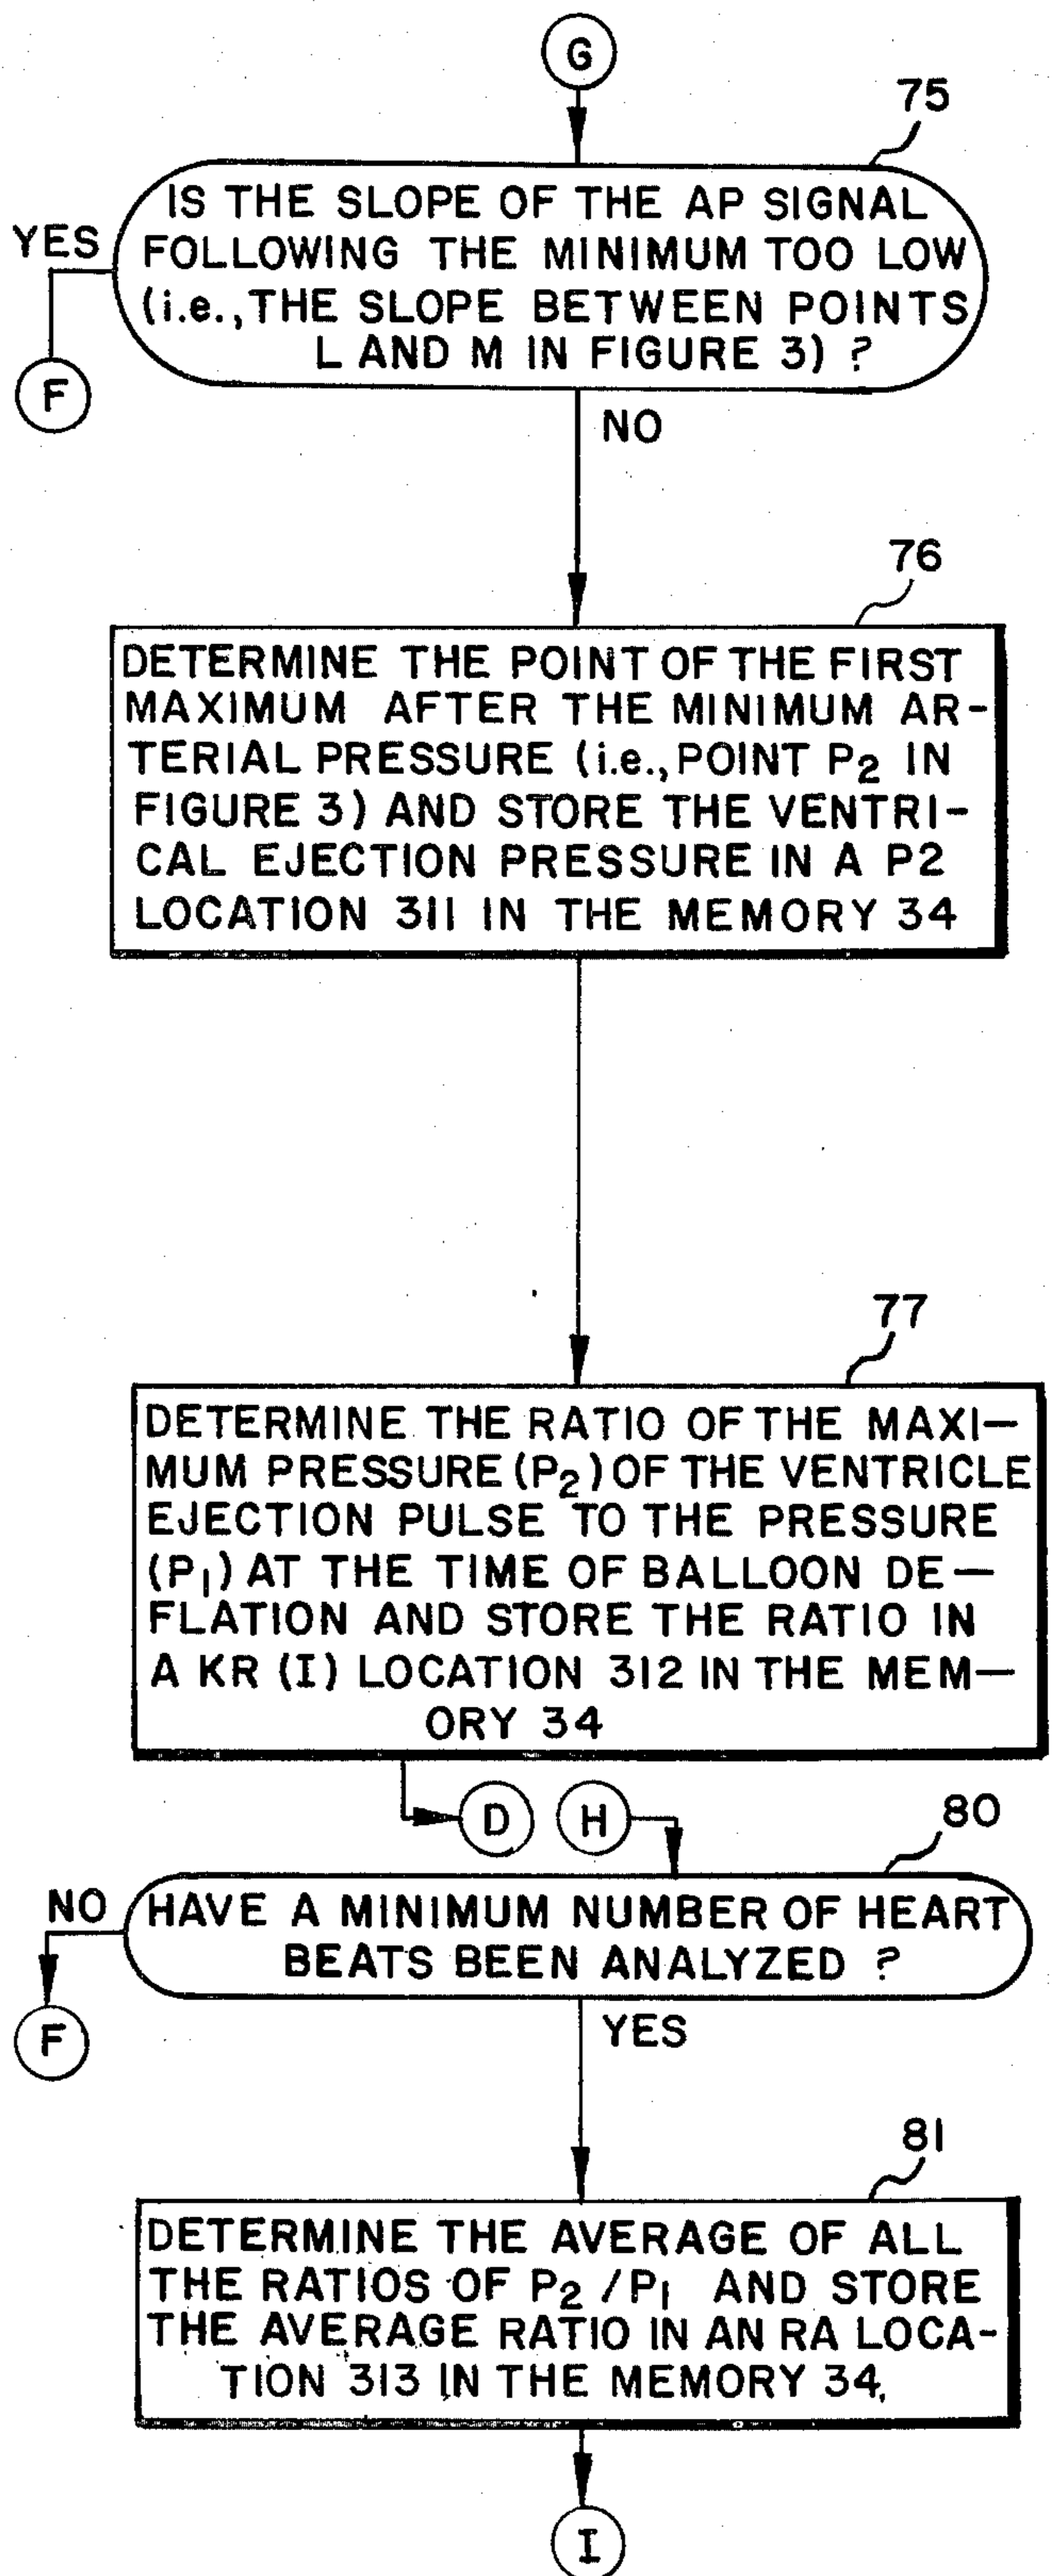 G
75
IS THE SLOPE OF THE AP SIGNAL
YES
FOLLOWING THE MINIMUM TOO LOW
(i.e., THE SLOPE BETWEEN POINTS
L AND M IN FIGURE 3) ?
F
NO
76
DETERMINE THE POINT OF THE FIRST
MAXIMUM AFTER THE MINIMUM AR-
TERIAL PRESSURE (i.e., POINT P2 IN
FIGURE 3) AND STORE THE VENTRI-
CAL EJECTION PRESSURE IN A P2
LOCATION 311 IN THE MEMORY 34
77
DETERMINE THE RATIO OF THE MAXI-
MUM PRESSURE (P2) OF THE VENTRICLE
EJECTION PULSE TO THE PRESSURE
(P1) AT THE TIME OF BALLOON DE-
FLATION AND STORE THE RATIO IN
A KR (I) LOCATION 312 IN THE MEM-
ORY 34
D
H
80
NO
HAVE A MINIMUM NUMBER OF HEART
BEATS BEEN ANALYZED ?
F
YES
81
DETERMINE THE AVERAGE OF ALL
THE RATIOS OF P2 /P1 AND STORE
THE AVERAGE RATIO IN AN RA LOCA-
TION 313 IN THE MEMORY 34.
I